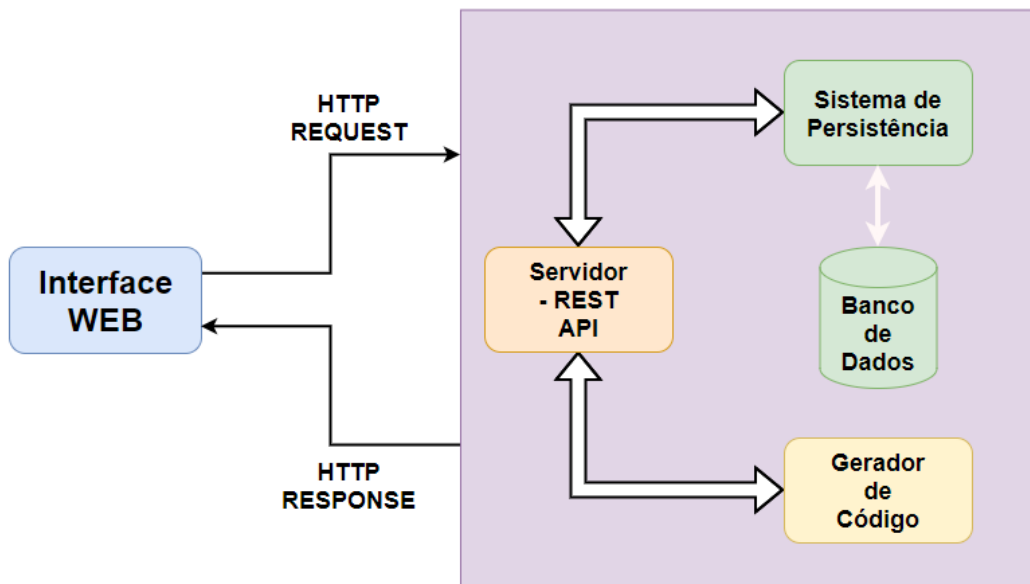 HTTP
REQUEST
Interface
WEB
HTTP
RESPONSE
Sistema de
Persistência
Servidor
- REST
API
Banco
de
Dados
Gerador
de
Código